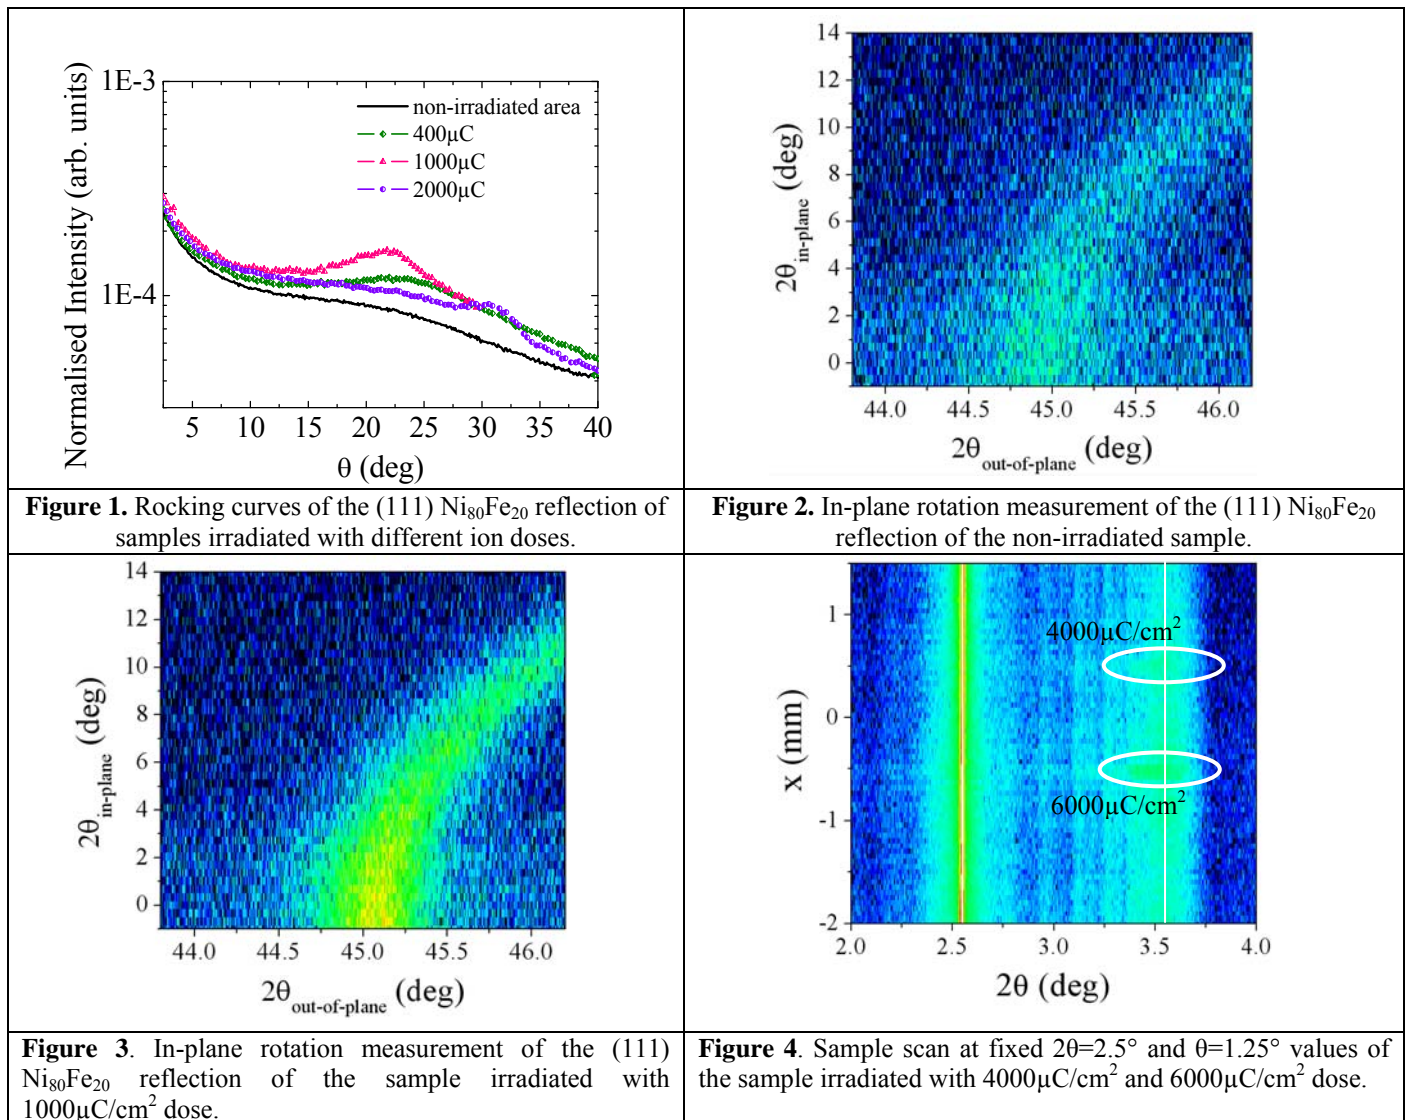 Normalised Intensity (arb. units)
1E-3
1E-4
non-irradiated area
400µC
1000µC
2000µC
5 10 15 20 25 30 35 40
θ (deg)
Figure 1. Rocking curves of the (111) Ni80Fe20 reflection of
samples irradiated with different ion doses.
2θin-plane (deg)
14
12
10
8
6
4
2
0
44.0 44.5 45.0 45.5 46.0
2θout-of-plane (deg)
Figure 2. In-plane rotation measurement of the (111) Ni80Fe20
reflection of the non-irradiated sample.
2θin-plane (deg)
14
12
10
8
6
4
2
0
44.0 44.5 45.0 45.5 46.0
2θout-of-plane (deg)
Figure 3. In-plane rotation measurement of the (111)
Ni80Fe20 reflection of the sample irradiated with
1000µC/cm2 dose.
x (mm)
1
0
-1
-2
4000µC/cm2
6000µC/cm2
2.0 2.5 3.0 3.5 4.0
2θ (deg)
Figure 4. Sample scan at fixed 2θ=2.5° and θ=1.25° values of
the sample irradiated with 4000µC/cm2 and 6000µC/cm2 dose.